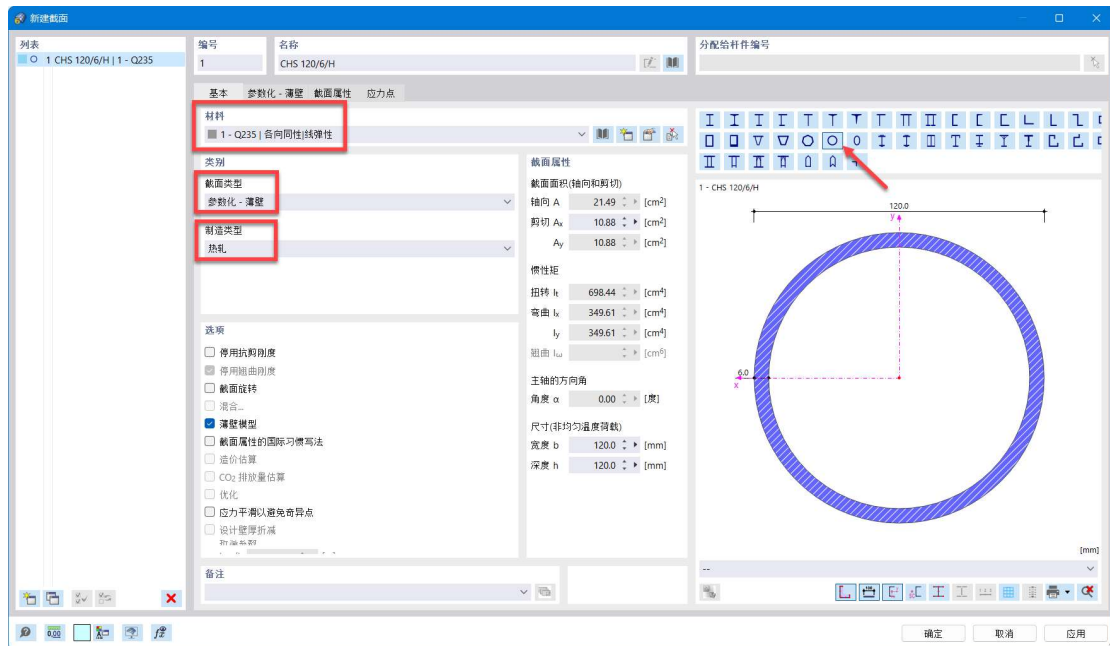 新建截面
列表
1 CHS 120/6/H | 1 - Q235
编号
1
名称
CHS 120/6/H
分配给杆件编号
基本 参数化 - 薄壁 截面属性 应力点
材料
1 - Q235 | 各向同性|线弹性
类别
截面类型
参数化 - 薄壁
制造类型
热轧
选项
停用抗剪刚度
停用翘曲刚度
截面旋转
混合...
薄壁模型
截面属性的国际习惯写法
造价估算
CO2 排放量估算
优化
应力平滑以避免奇异点
设计壁厚折减
截面属性
截面面积(轴向和剪切)
轴向 A 21.49 [cm²]
剪切 Ax 10.88 [cm²]
Ay 10.88 [cm²]
惯性矩
扭转 It 698.44 [cm⁴]
弯曲 Ix 349.61 [cm⁴]
Iy 349.61 [cm⁴]
翘曲 Iω [cm⁶]
主轴的方向角
角度 α 0.00 [度]
尺寸(非均匀温度荷载)
宽度 b 120.0 [mm]
深度 h 120.0 [mm]
备注
1 - CHS 120/6/H
120.0
y
6.0
x
[mm]
--
0,00
确定 取消 应用